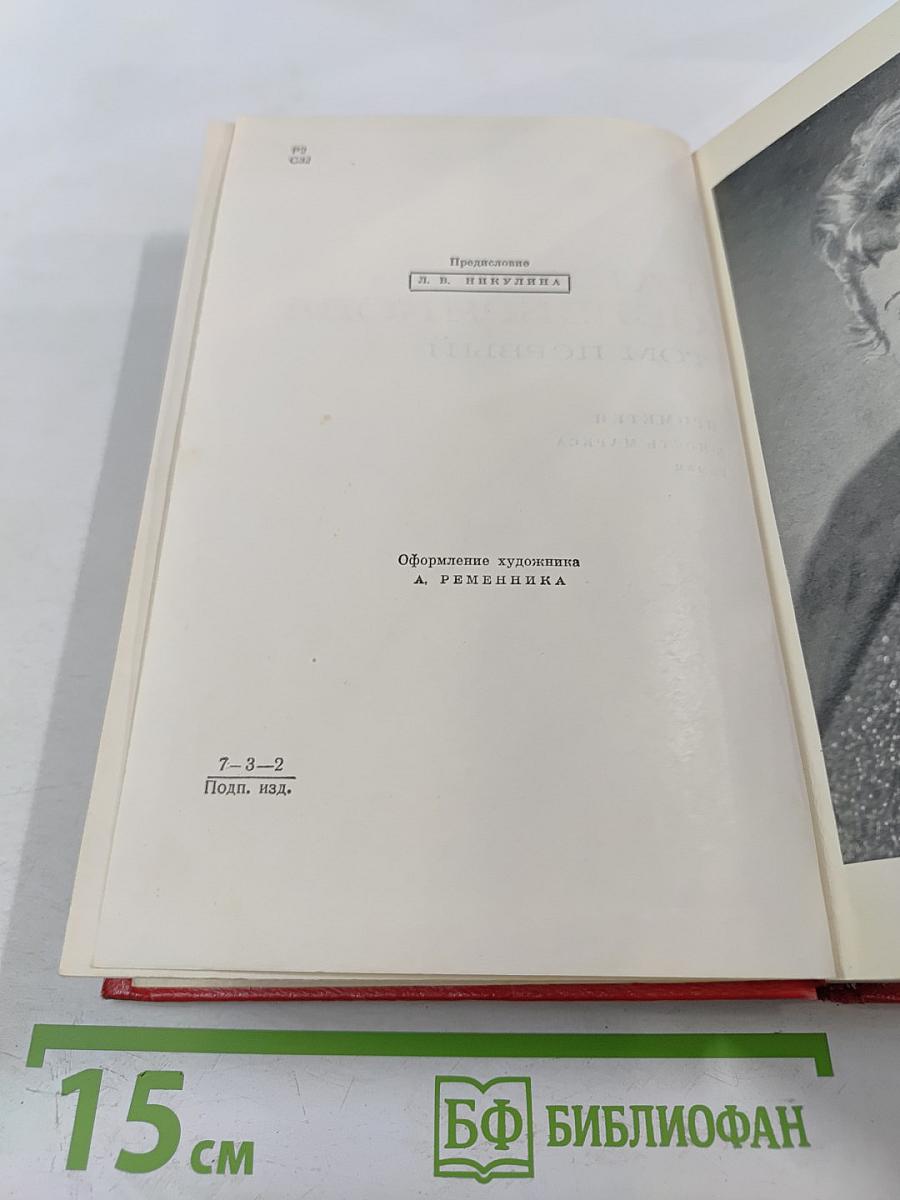 Р2
С32
Предисловие
Л. В. НИКУЛИНА
Оформление художника
А. РЕМЕННИКА
7—3—2
Подп. изд.
15 см
БФ БИБЛИОФАН